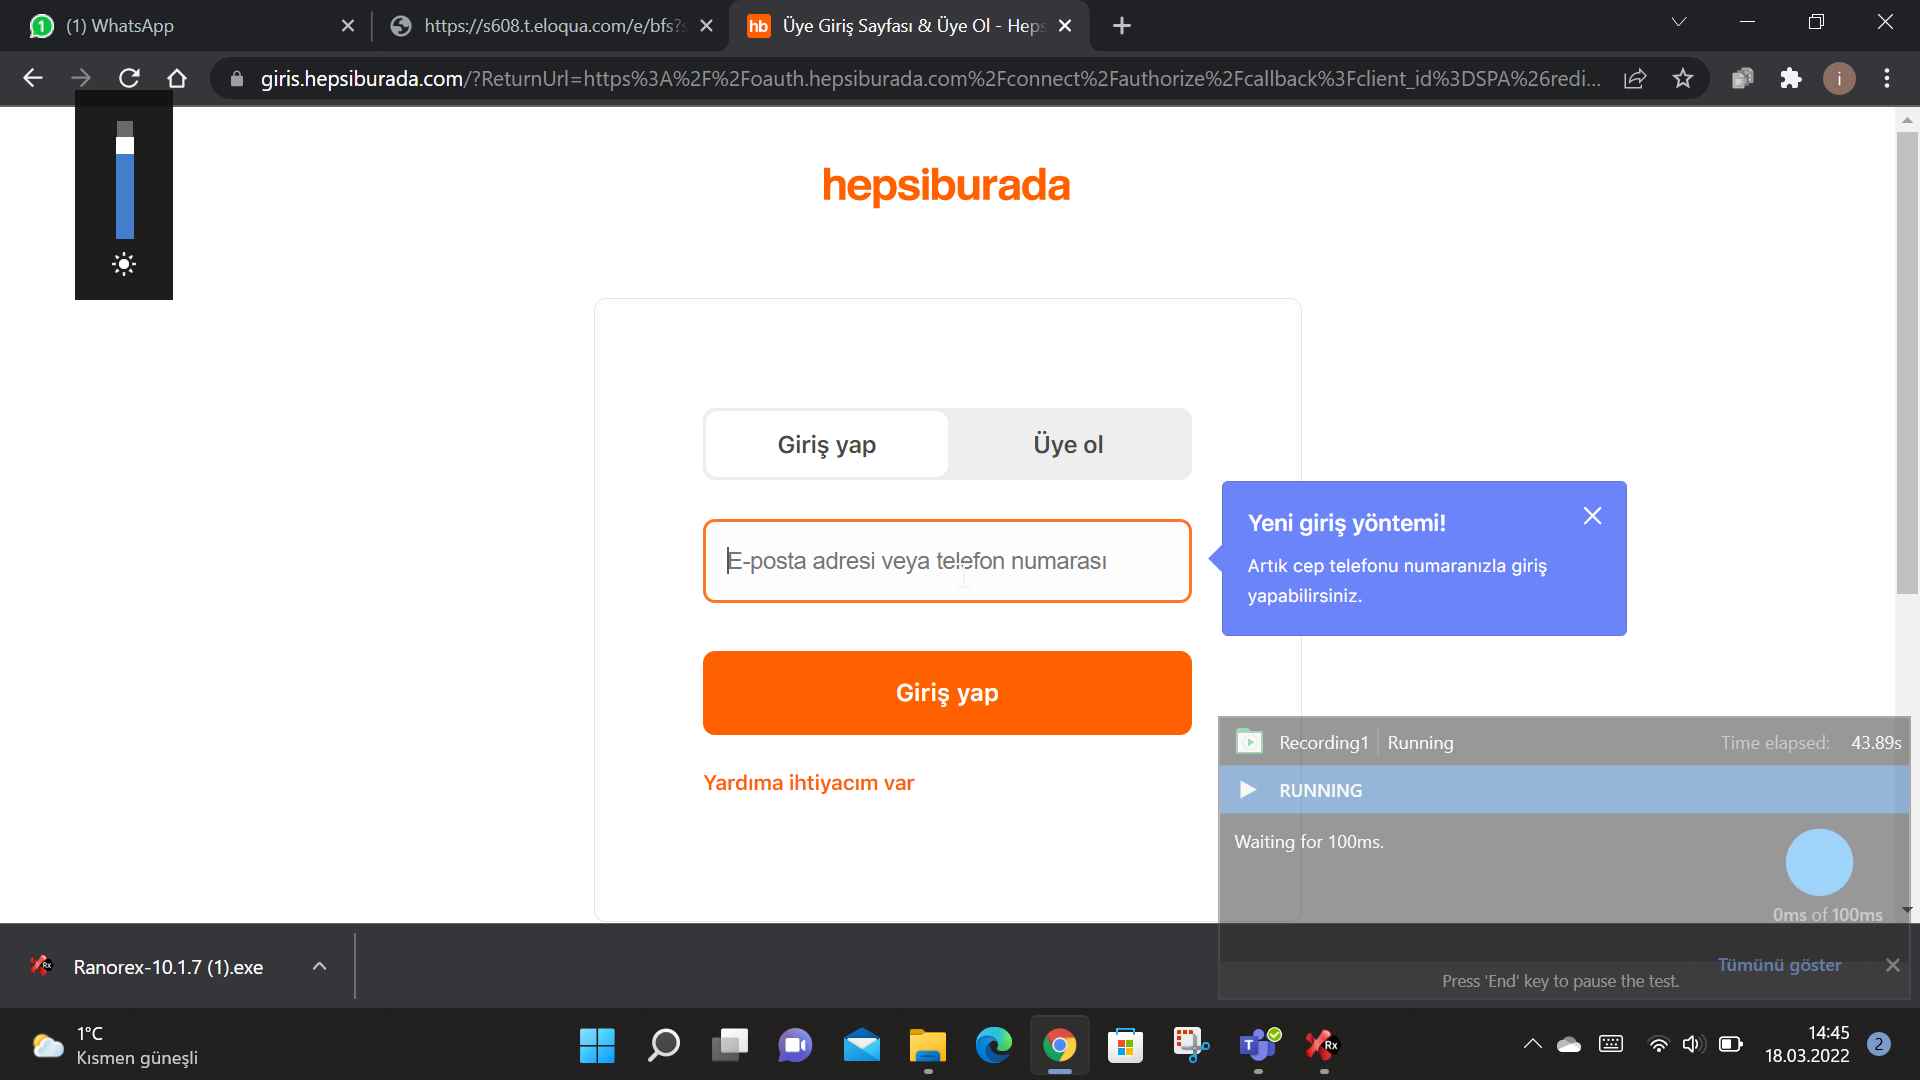 (1) WhatsApp
https://s608.t.eloqua.com/e/bfs?s
hb Üye Giriş Sayfası & Üye Ol - Heps
giris.hepsiburada.com/?ReturnUrl=https%3A%2F%2Foauth.hepsiburada.com%2Fconnect%2Fauthorize%2Fcallback%3Fclient_id%3DSPA%26redi...
i
hepsiburada
Giriş yap
Üye ol
E-posta adresi veya telefon numarası
Yeni giriş yöntemi!
Artık cep telefonu numaranızla giriş
yapabilirsiniz.
Giriş yap
Yardıma ihtiyacım var
Recording1 Running
Time elapsed: 43.89s
RUNNING
Waiting for 100ms.
0ms of 100ms
Ranorex-10.1.7 (1).exe
Tümünü göster
Press 'End' key to pause the test.
1°C
Kısmen güneşli
14:45
18.03.2022
2